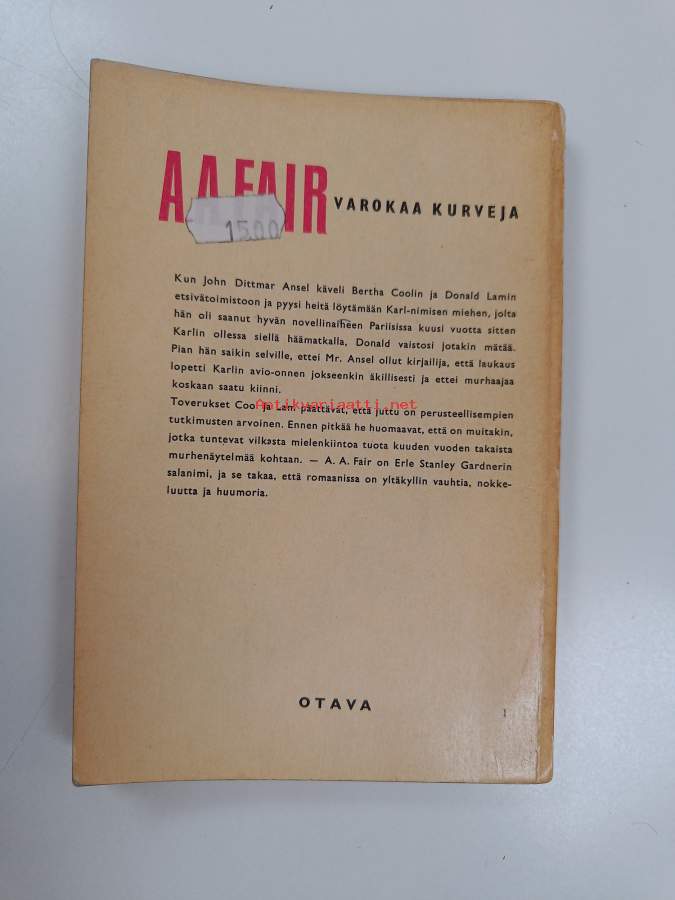 A.A.FAIR VAROKAA KURVEJA
1500
Kun John Dittmar Ansel käveli Bertha Coolin ja Donald Lamin
etsivätoimistoon ja pyysi heitä löytämään Karl-nimisen miehen, jolta
hän oli saanut hyvän novellinaiheen Pariisissa kuusi vuotta sitten
Karlin ollessa siellä häämatkalla, Donald vaistosi jotakin mätää.
Pian hän saikin selville, ettei Mr. Ansel ollut kirjailija, että laukaus
lopetti Karlin avio-onnen jokseenkin äkillisesti ja ettei murhaajaa
koskaan saatu kiinni.
Antikvariaatti.net
Toverukset Cool ja Lam päättävät, että juttu on perusteellisempien
tutkimusten arvoinen. Ennen pitkää he huomaavat, että on muitakin,
jotka tuntevat vilkasta mielenkiintoa tuota kuuden vuoden takaista
murhenäytelmää kohtaan. — A. A. Fair on Erle Stanley Gardnerin
salanimi, ja se takaa, että romaanissa on yltäkyllin vauhtia, nokke-
luutta ja huumoria.
OTAVA
1